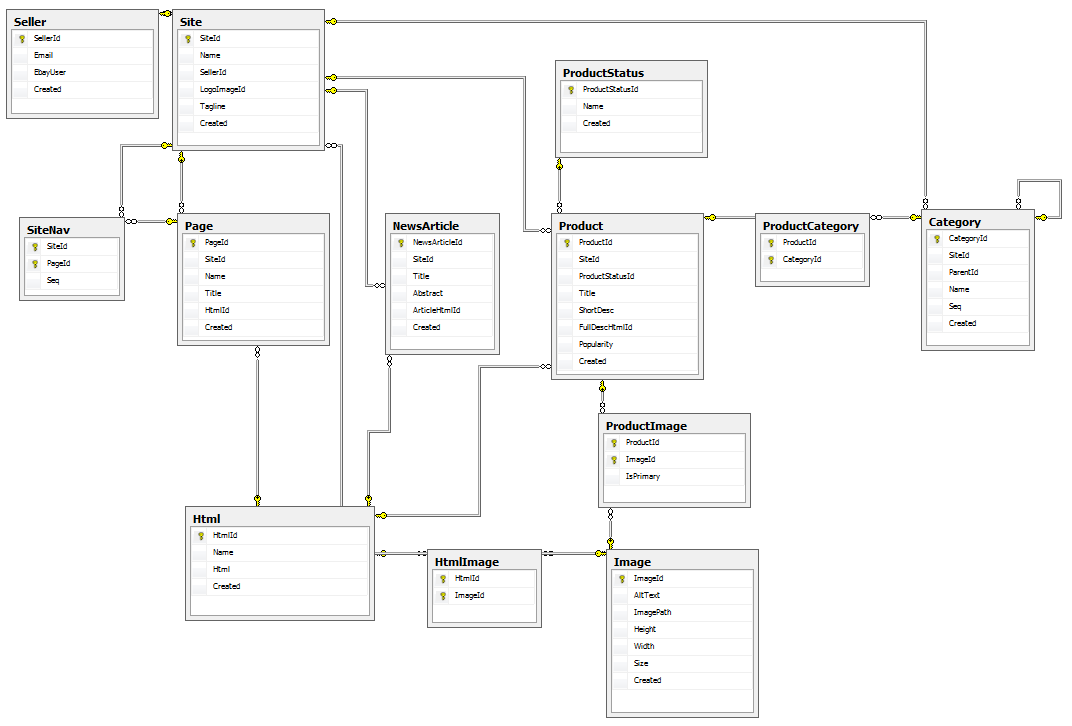 Seller
SellerId
Email
EbayUser
Created
Site
SiteId
Name
SellerId
LogoImageId
Tagline
Created
ProductStatus
ProductStatusId
Name
Created
SiteNav
SiteId
PageId
Seq
Page
PageId
SiteId
Name
Title
HtmlId
Created
NewsArticle
NewsArticleId
SiteId
Title
Abstract
ArticleHtmlId
Created
Product
ProductId
SiteId
ProductStatusId
Title
ShortDesc
FullDescHtmlId
Popularity
Created
ProductCategory
ProductId
CategoryId
Category
CategoryId
SiteId
ParentId
Name
Seq
Created
ProductImage
ProductId
ImageId
IsPrimary
Html
HtmlId
Name
Html
Created
HtmlImage
HtmlId
ImageId
Image
ImageId
AltText
ImagePath
Height
Width
Size
Created